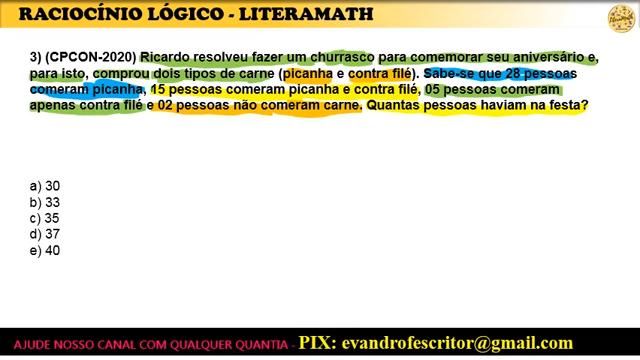 RACIOCÍNIO LÓGICO - LITERAMATH
3) (CPCON-2020) Ricardo resolveu fazer um churrasco para comemorar seu aniversário e,
para isto, comprou dois tipos de carne (picanha e contra filé). Sabe-se que 28 pessoas
comeram picanha, 15 pessoas comeram picanha e contra filé, 05 pessoas comeram
apenas contra filé e 02 pessoas não comeram carne. Quantas pessoas haviam na festa?
a) 30
b) 33
c) 35
d) 37
e) 40
AJUDE NOSSO CANAL COM QUALQUER QUANTIA - PIX: evandrofescritor@gmail.com